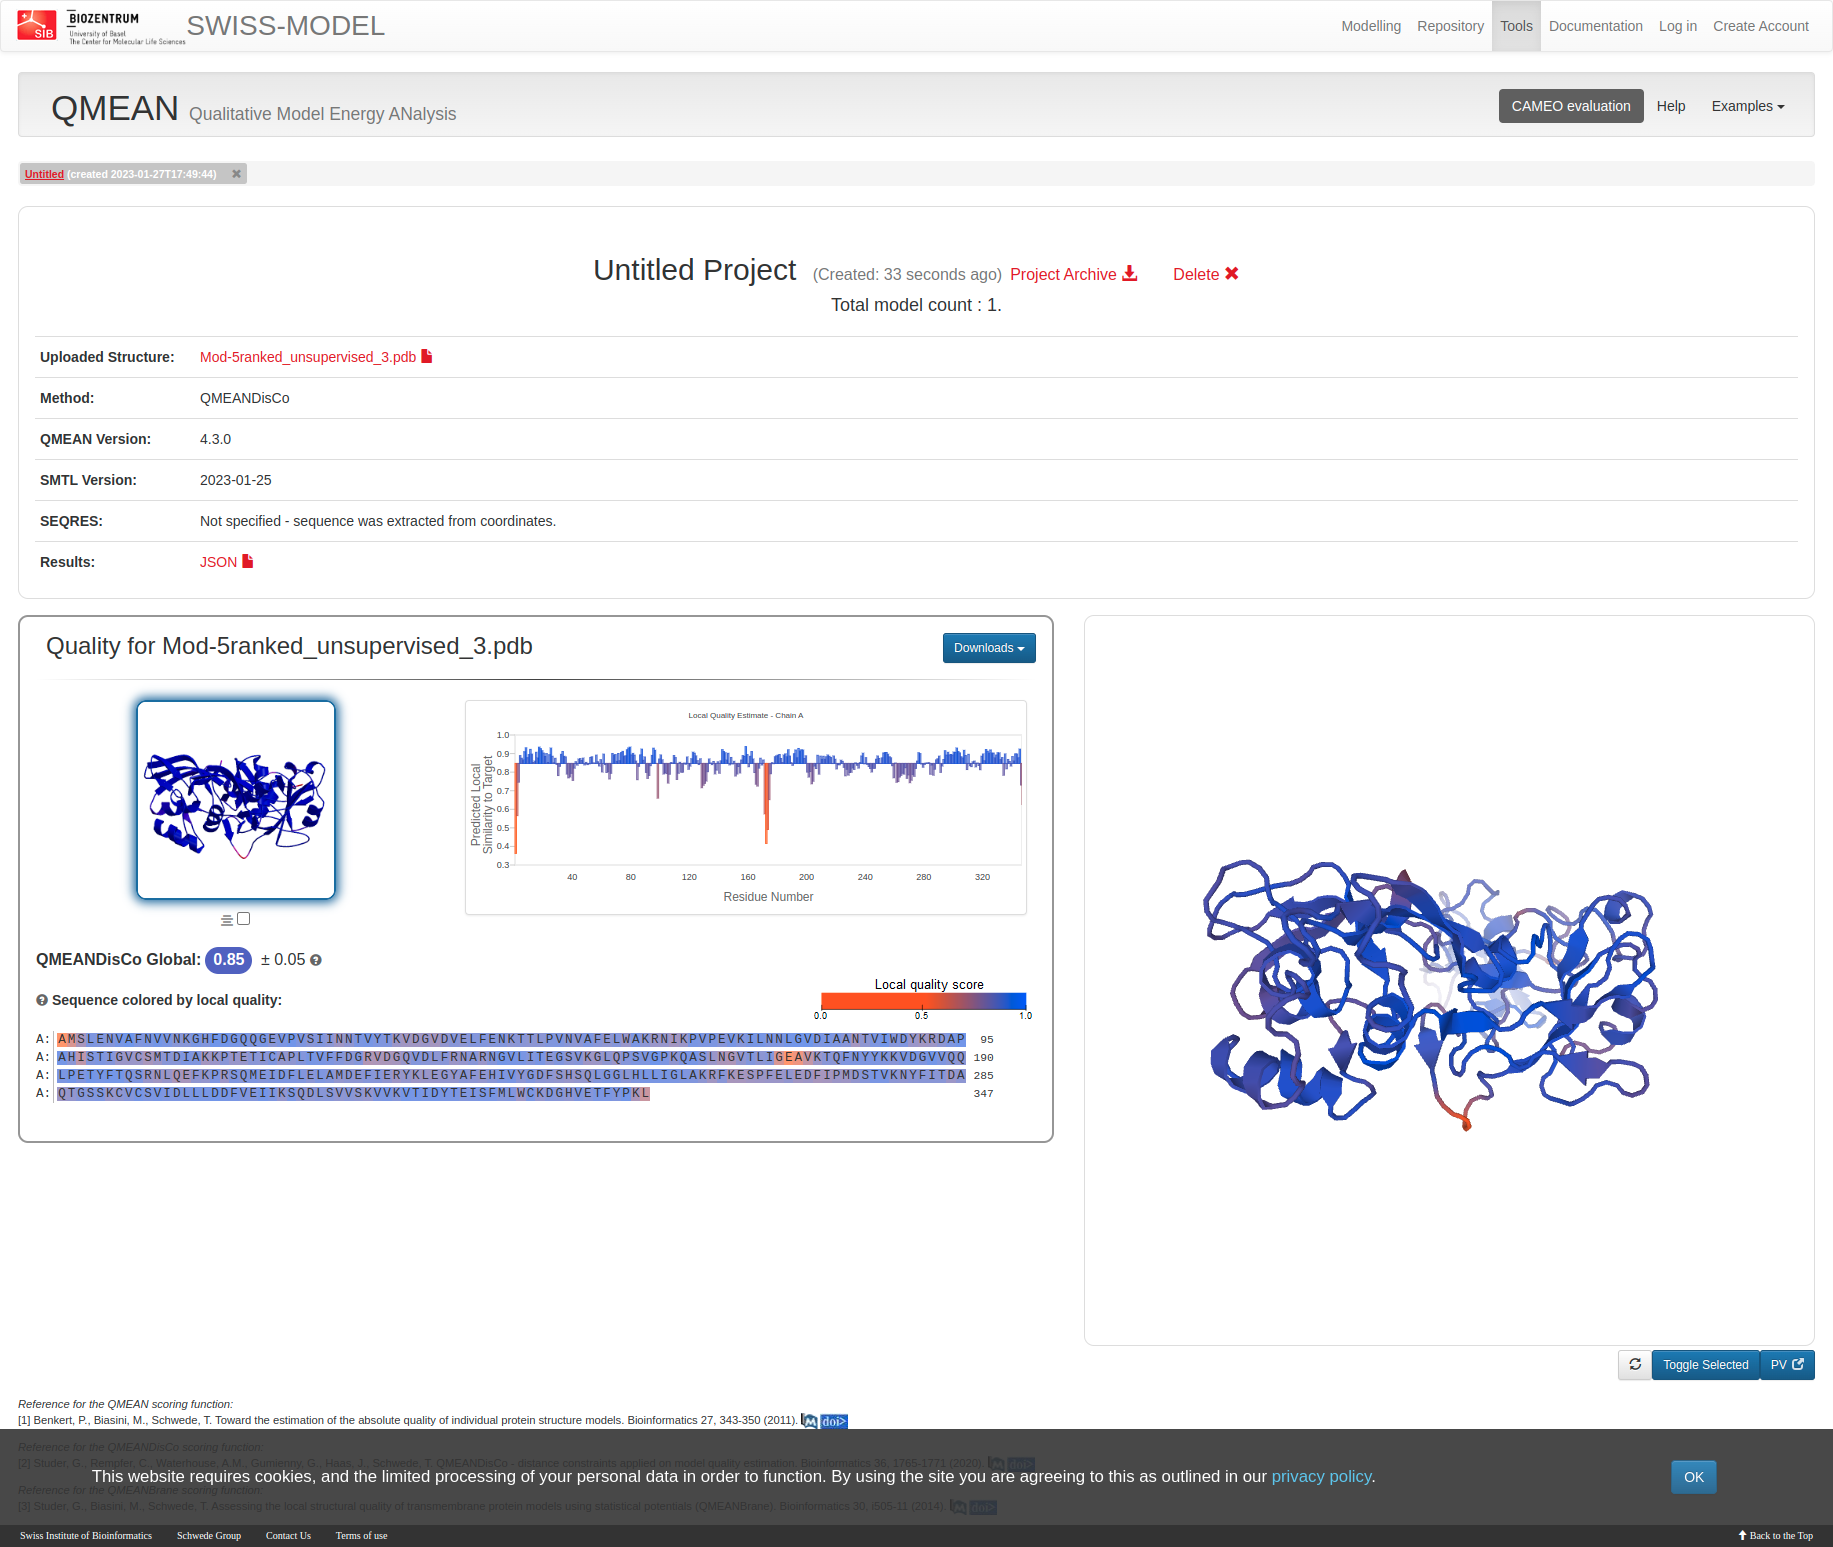 SIB
BIOZENTRUM
University of Basel
The Center for Molecular Life Sciences
SWISS-MODEL
Modelling Repository Tools Documentation Log in Create Account
QMEAN Qualitative Model Energy ANalysis
CAMEO evaluation Help Examples
Untitled (created 2023-01-27T17:49:44) ✖
Untitled Project (Created: 33 seconds ago) Project Archive Delete ✖
Total model count : 1.
Uploaded Structure: Mod-5ranked_unsupervised_3.pdb
Method: QMEANDisCo
QMEAN Version: 4.3.0
SMTL Version: 2023-01-25
SEQRES: Not specified - sequence was extracted from coordinates.
Results: JSON
Quality for Mod-5ranked_unsupervised_3.pdb
Downloads
Local Quality Estimate - Chain A
Predicted Local
Similarity to Target
1.0
0.9
0.8
0.7
0.6
0.5
0.4
0.3
40 80 120 160 200 240 280 320
Residue Number
QMEANDisCo Global: 0.85 ± 0.05
Sequence colored by local quality:
Local quality score
0.0 0.5 1.0
A: AMSLENVAFNVVNKGHFDGQQGEVPVSIINNTVYTKVDGVDVELFENKTTLPVNVAFELWAKRNIKPVPEVKILNNLGVDIAANTVIWDYKRDAP 95
A: AHISTIGVCSMTDIAKKPTETICAPLTVFFDGRVDGQVDLFRNARNGVLITEGSVKGLQPSVGPKQASLNGVTLIGEAVKTQFNYYKKVDGVVQQ 190
A: LPETYFTQSRNLQEFKPRSQMEIDFLELAMDEFIERYKLEGYAFEHIVYGDFSHSQLGGLHLLIGLAKRFKESPFELEDFIPMDSTVKNYFITDA 285
A: QTGSSKCVCSVIDLLLDDFVEIIKSQDLSVVSKVVKVTIDYTEISFMLWCKDGHVETFYPKL 347
Toggle Selected PV
Reference for the QMEAN scoring function:
[1] Benkert, P., Biasini, M., Schwede, T. Toward the estimation of the absolute quality of individual protein structure models. Bioinformatics 27, 343-350 (2011). M doi>
Reference for the QMEANDisCo scoring function:
[2] Studer, G., Rempfer, C., Waterhouse, A.M., Gumienny, G., Haas, J., Schwede, T. QMEANDisCo - distance constraints applied on model quality estimation. Bioinformatics 36, 1765-1771 (2020). M doi>
This website requires cookies, and the limited processing of your personal data in order to function. By using the site you are agreeing to this as outlined in our privacy policy.
OK
Reference for the QMEANBrane scoring function:
[3] Studer, G., Biasini, M., Schwede, T. Assessing the local structural quality of transmembrane protein models using statistical potentials (QMEANBrane). Bioinformatics 30, i505-11 (2014). M doi>
Swiss Institute of Bioinformatics Schwede Group Contact Us Terms of use
Back to the Top